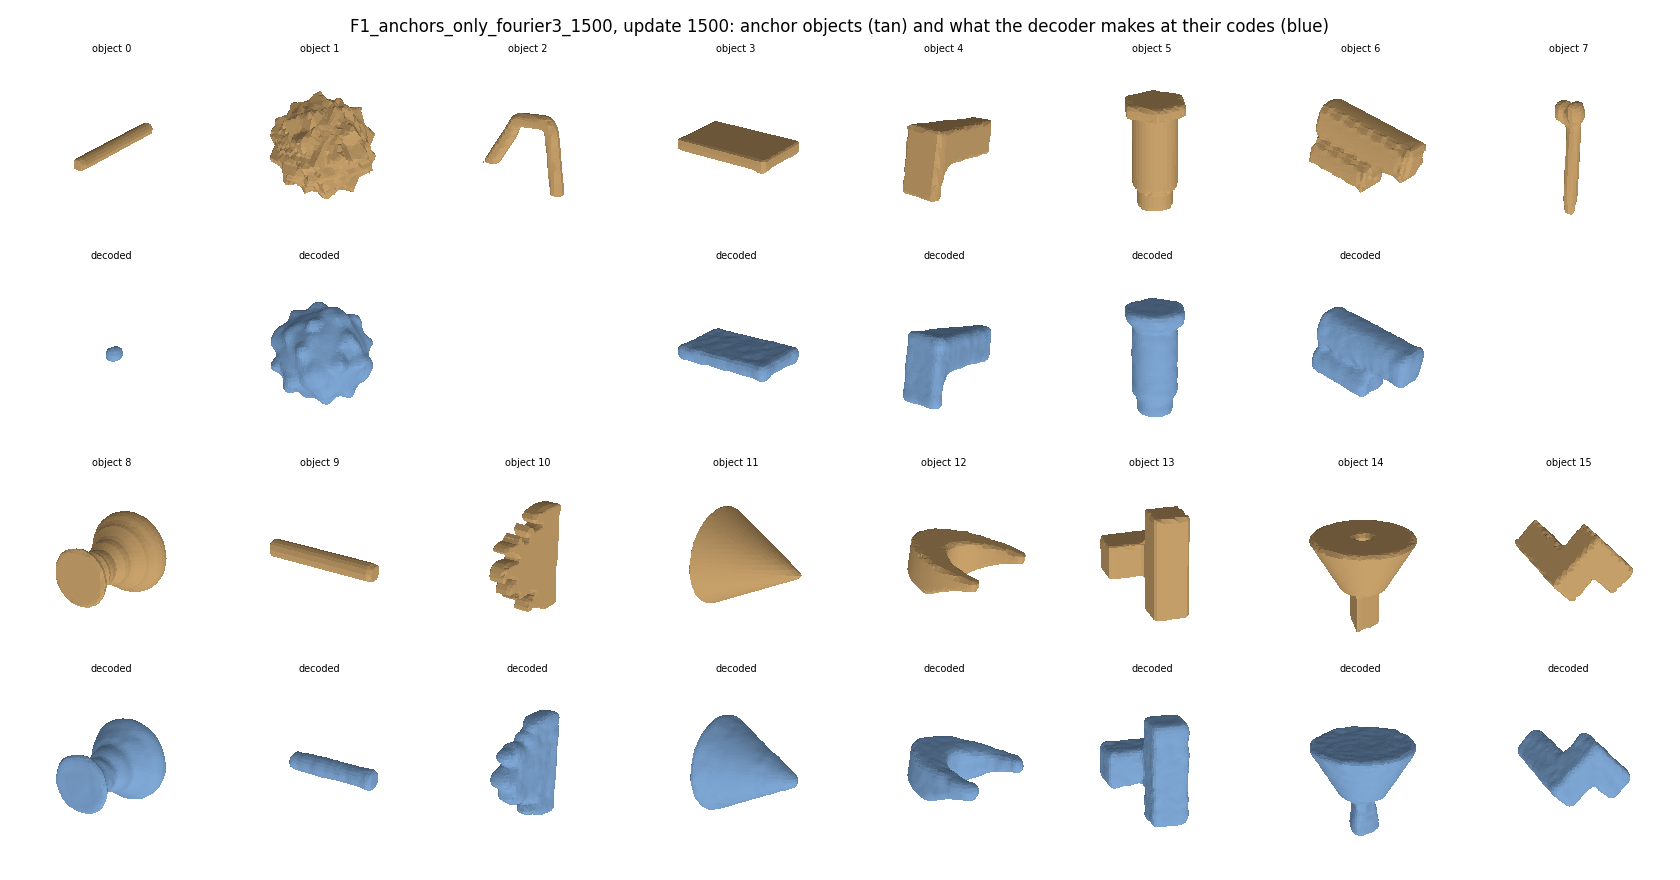 F1_anchors_only_fourier3_1500, update 1500: anchor objects (tan) and what the decoder makes at their codes (blue)
object 0 object 1 object 2 object 3 object 4 object 5 object 6 object 7
decoded decoded decoded decoded decoded decoded
object 8 object 9 object 10 object 11 object 12 object 13 object 14 object 15
decoded decoded decoded decoded decoded decoded decoded decoded